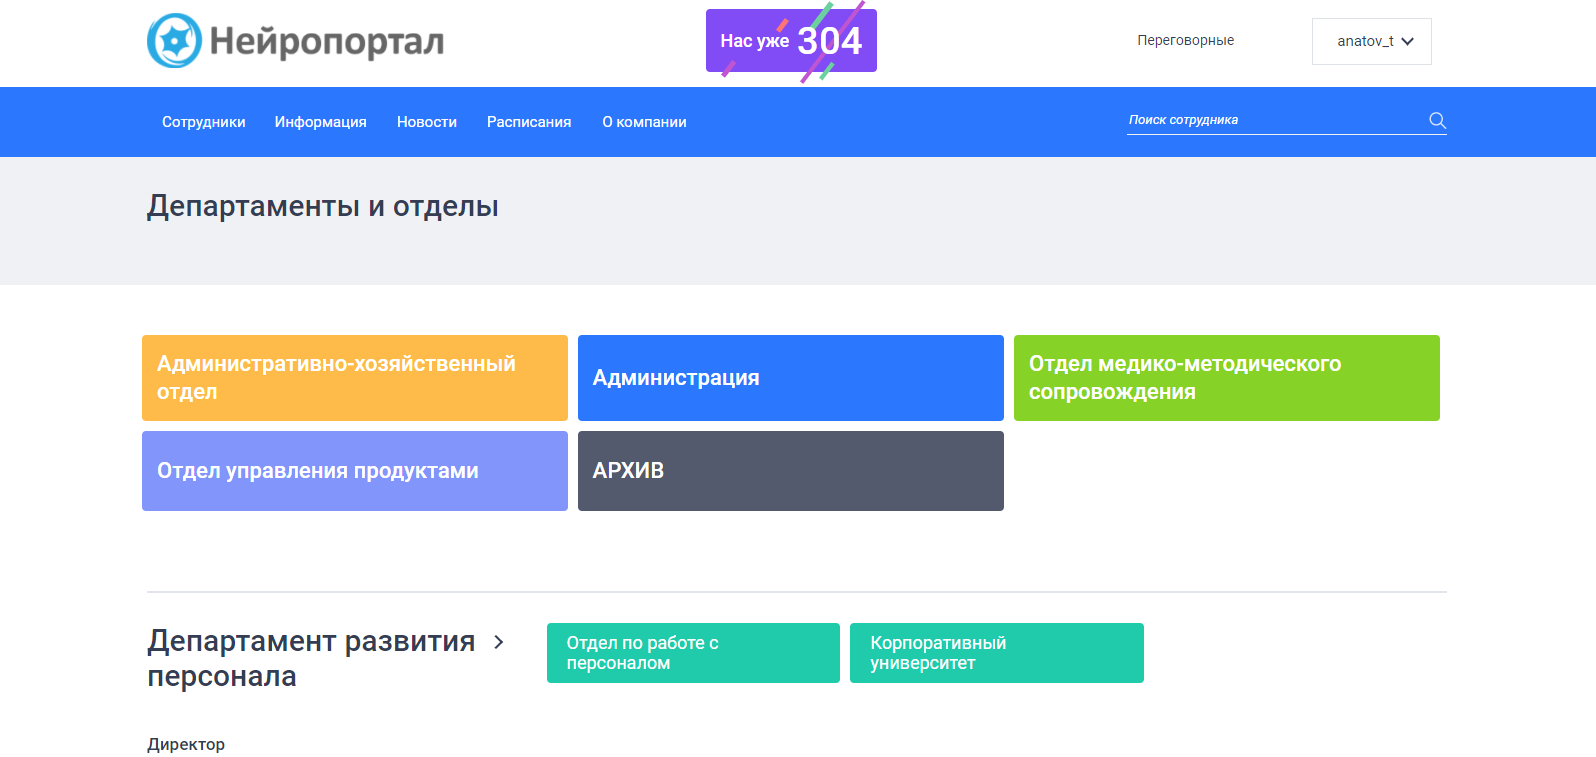 Нейропортал
Нас уже 304
Переговорные
anatov_t
Сотрудники
Информация
Новости
Расписания
О компании
Поиск сотрудника
Департаменты и отделы
Административно-хозяйственный
отдел
Администрация
Отдел медико-методического
сопровождения
Отдел управления продуктами
АРХИВ
Департамент развития
персонала
Отдел по работе с
персоналом
Корпоративный
университет
Директор